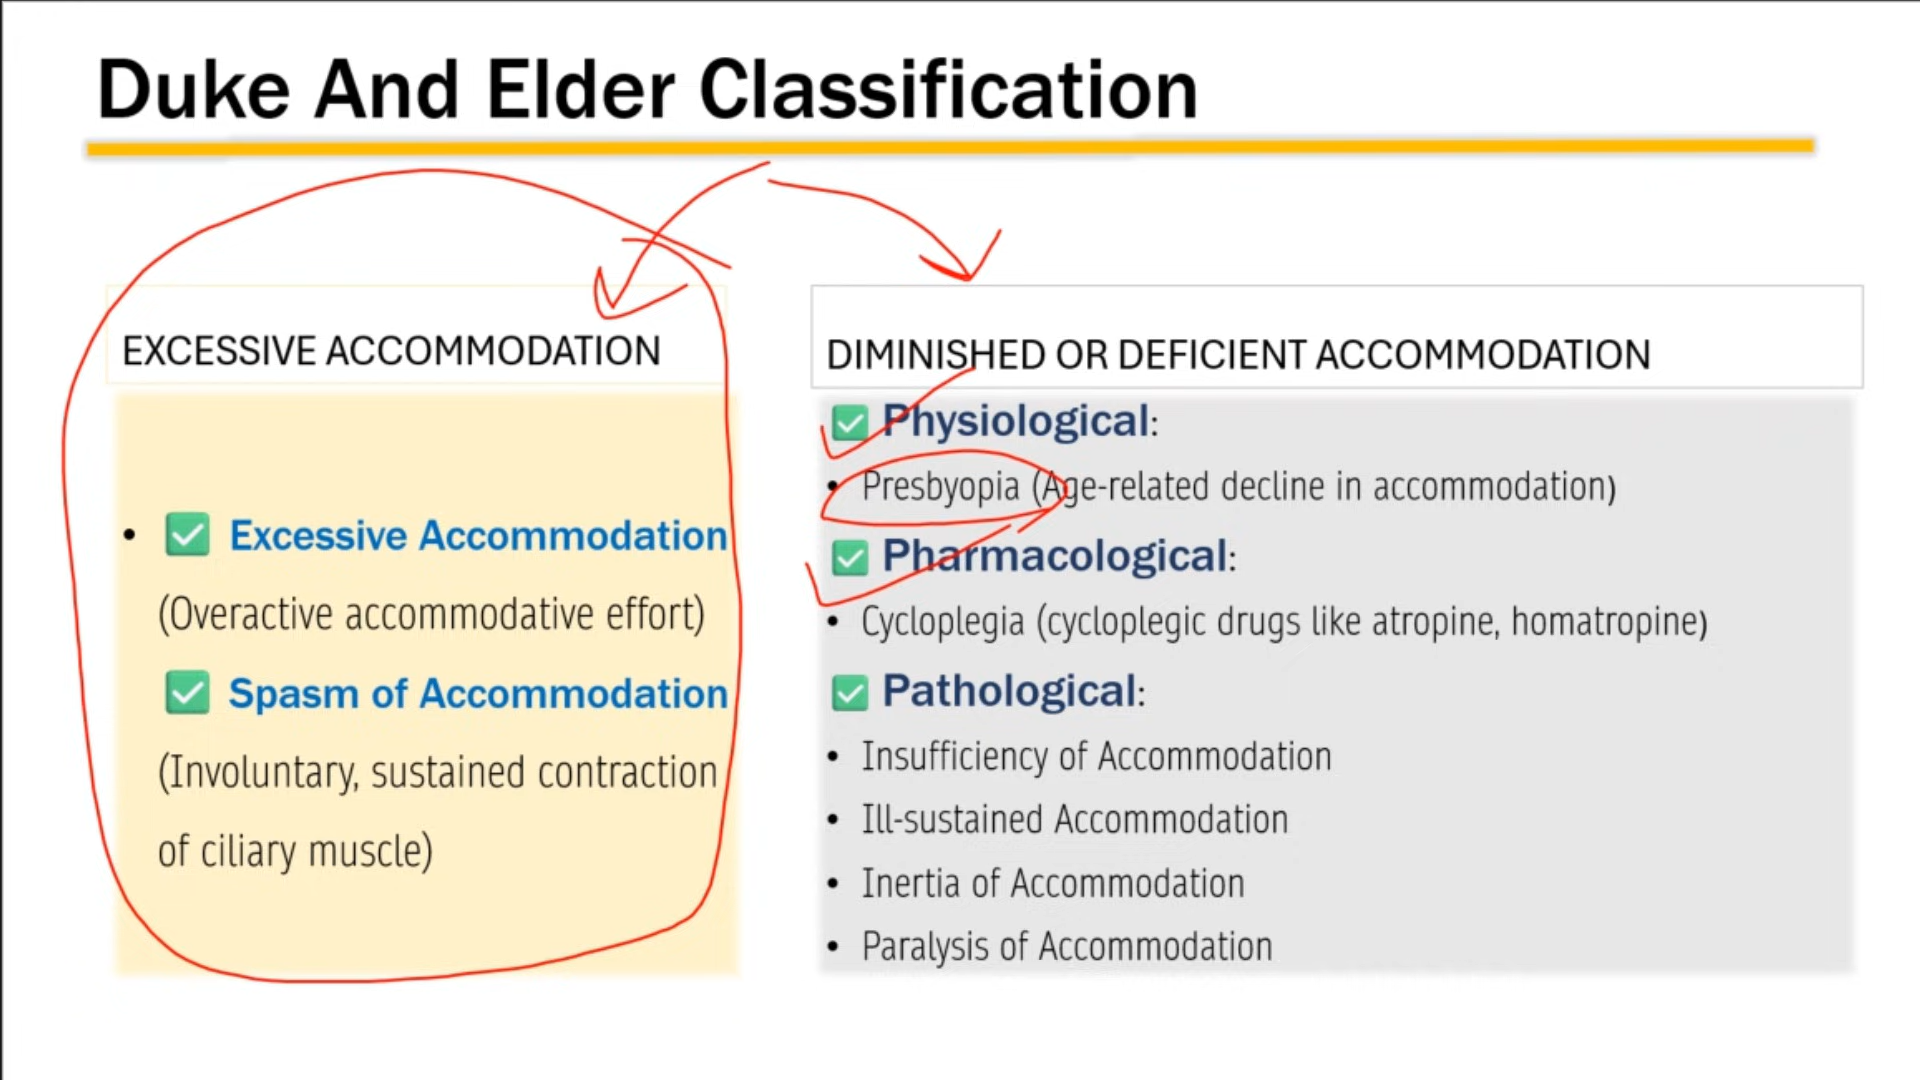 Duke And Elder Classification
EXCESSIVE ACCOMMODATION
• ✅ Excessive Accommodation
(Overactive accommodative effort)
✅ Spasm of Accommodation
(Involuntary, sustained contraction
of ciliary muscle)
DIMINISHED OR DEFICIENT ACCOMMODATION
✅ Physiological:
• Presbyopia (Age-related decline in accommodation)
✅ Pharmacological:
• Cycloplegia (cycloplegic drugs like atropine, homatropine)
✅ Pathological:
• Insufficiency of Accommodation
• Ill-sustained Accommodation
• Inertia of Accommodation
• Paralysis of Accommodation